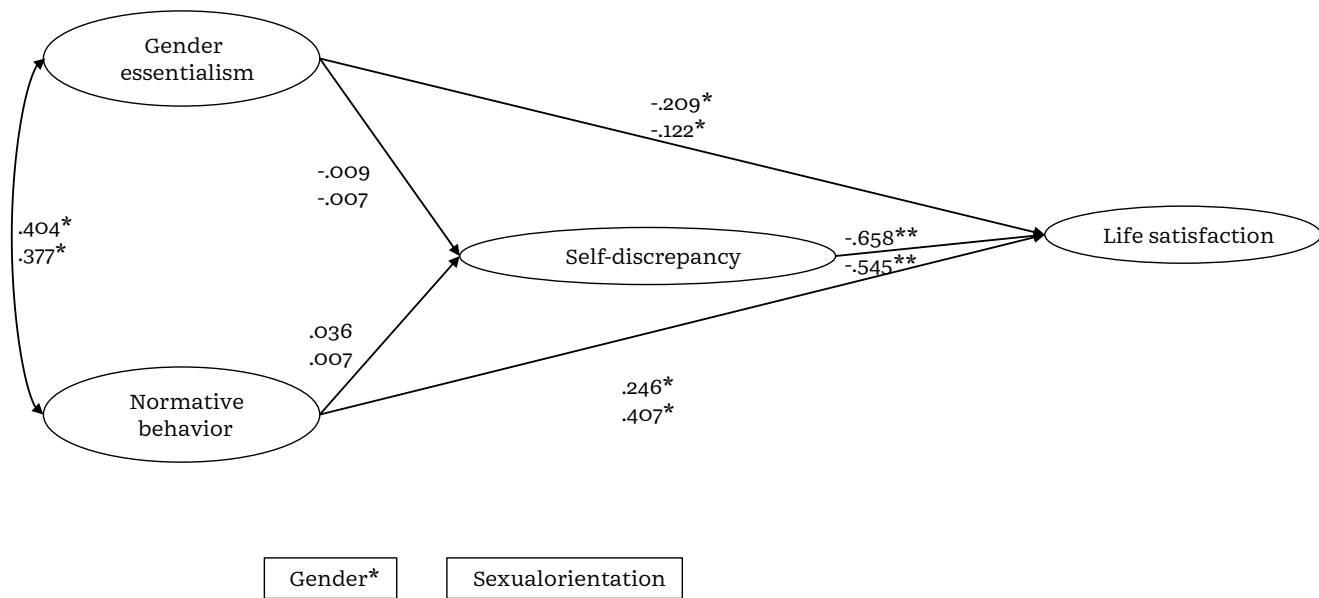 Gender
essentialism
-.209*
-.122*
-.009
-.007
.404*
.377*
Self-discrepancy
-.658**
-.545**
Life satisfaction
.036
.007
Normative
behavior
.246*
.407*
Gender*
Sexualorientation